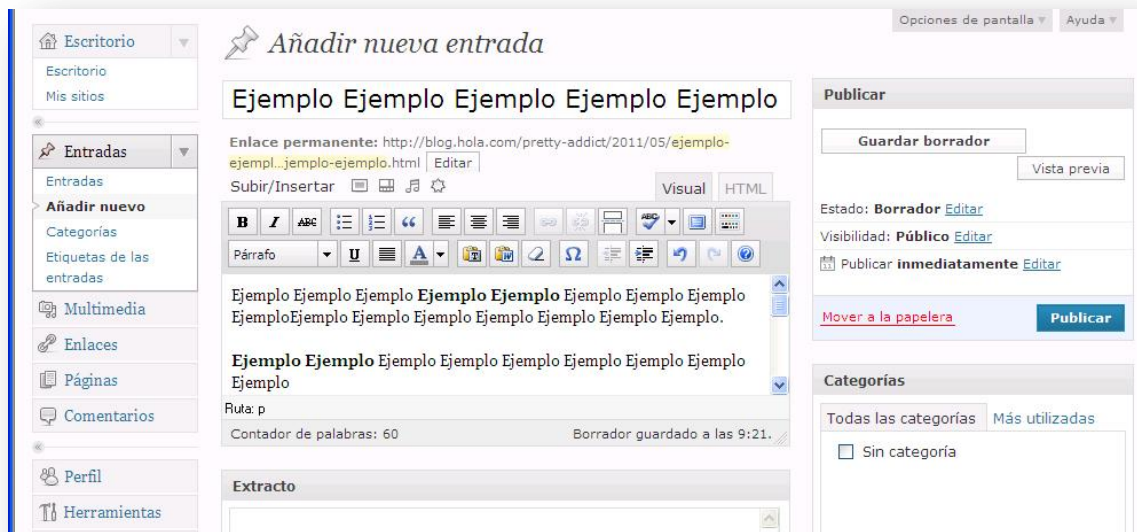 Opciones de pantalla
Ayuda
Escritorio
Escritorio
Mis sitios
Entradas
Entradas
Añadir nuevo
Categorías
Etiquetas de las
entradas
Multimedia
Enlaces
Páginas
Comentarios
Perfil
Herramientas
Añadir nueva entrada
Ejemplo Ejemplo Ejemplo Ejemplo Ejemplo
Enlace permanente: http://blog.hola.com/pretty-addict/2011/05/ejemplo-
ejempl...jemplo-ejemplo.html Editar
Subir/Insertar
Visual HTML
B I ABC ABC
Párrafo U A Ω
Ejemplo Ejemplo Ejemplo Ejemplo Ejemplo Ejemplo Ejemplo Ejemplo
EjemploEjemplo Ejemplo Ejemplo Ejemplo Ejemplo Ejemplo Ejemplo.
Ejemplo Ejemplo Ejemplo Ejemplo Ejemplo Ejemplo Ejemplo Ejemplo
Ejemplo
Ruta: p
Contador de palabras: 60 Borrador guardado a las 9:21.
Extracto
Publicar
Guardar borrador
Vista previa
Estado: Borrador Editar
Visibilidad: Público Editar
Publicar inmediatamente Editar
Mover a la papelera Publicar
Categorías
Todas las categorías Más utilizadas
Sin categoría